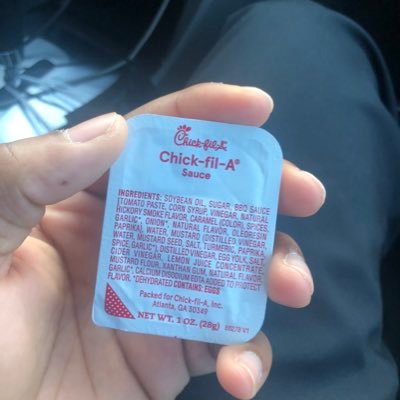 Chick-fil-A
Chick-fil-A®
Sauce
INGREDIENTS: SOYBEAN OIL, SUGAR, BBQ SAUCE
[TOMATO PASTE, CORN SYRUP, VINEGAR, NATURAL
HICKORY SMOKE FLAVOR, CARAMEL (COLOR), SPICES,
GARLIC*, ONION*, NATURAL FLAVOR, OLEORESIN
PAPRIKA], WATER, MUSTARD (DISTILLED VINEGAR,
WATER, MUSTARD SEED, SALT, TURMERIC, PAPRIKA,
SPICE, GARLIC*), DISTILLED VINEGAR, EGG YOLK, SALT,
CIDER VINEGAR, LEMON JUICE CONCENTRATE,
MUSTARD FLOUR, XANTHAN GUM, NATURAL FLAVOR,
GARLIC*, CALCIUM DISODIUM EDTA ADDED TO PROTECT
FLAVOR. *DEHYDRATED CONTAINS: EGGS
Packed for Chick-fil-A, Inc.
Atlanta, GA 30349
NET WT. 1 OZ. (28g)